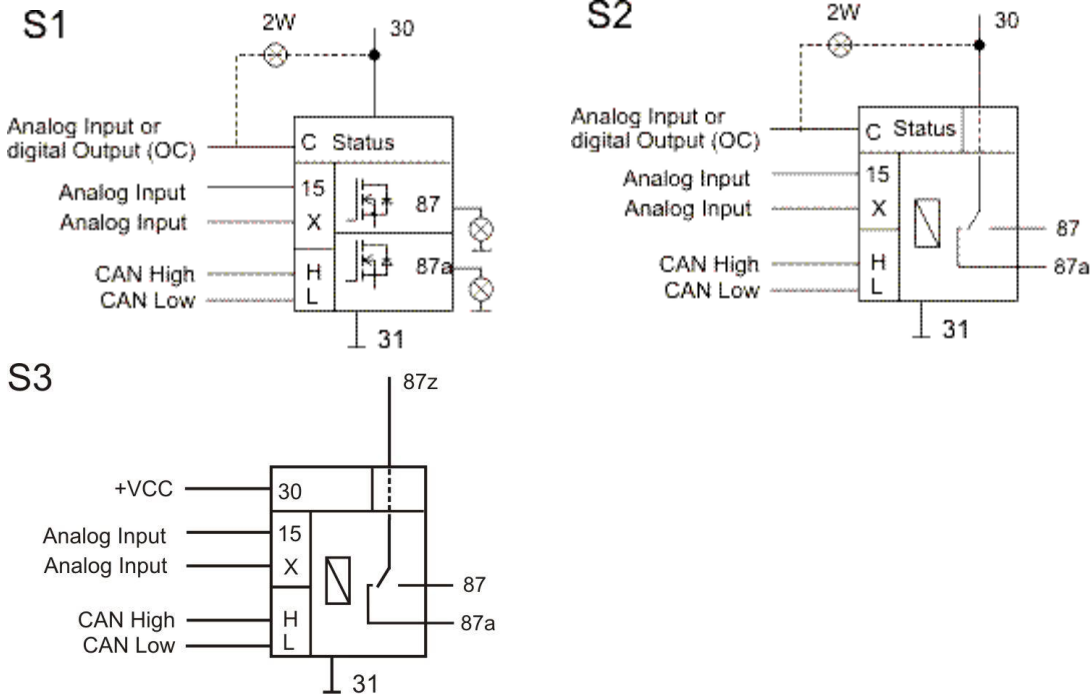 S1
2W
30
Analog Input or
digital Output (OC)
C Status
Analog Input
15
Analog Input
X
87
CAN High
H
87a
CAN Low
L
31
S2
2W
30
Analog Input or
digital Output (OC)
C Status
Analog Input
15
Analog Input
X
87
CAN High
H
87a
CAN Low
L
31
S3
87z
+VCC
30
Analog Input
15
Analog Input
X
87
CAN High
H
87a
CAN Low
L
31